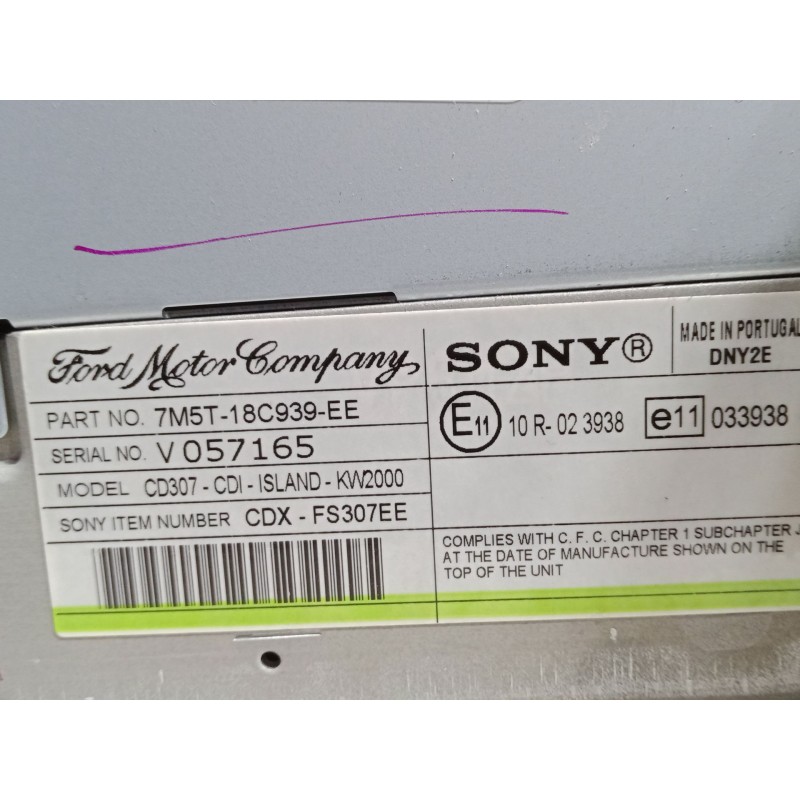 Ford Motor Company
PART NO. 7M5T-18C939-EE
SERIAL NO. V 057165
MODEL CD307 - CDI - ISLAND - KW2000
SONY ITEM NUMBER CDX - FS307EE
SONY®
MADE IN PORTUGAL
DNY2E
E11 10 R- 02 3938 e11 033938
COMPLIES WITH C. F. C. CHAPTER 1 SUBCHAPTER J
AT THE DATE OF MANUFACTURE SHOWN ON THE
TOP OF THE UNIT